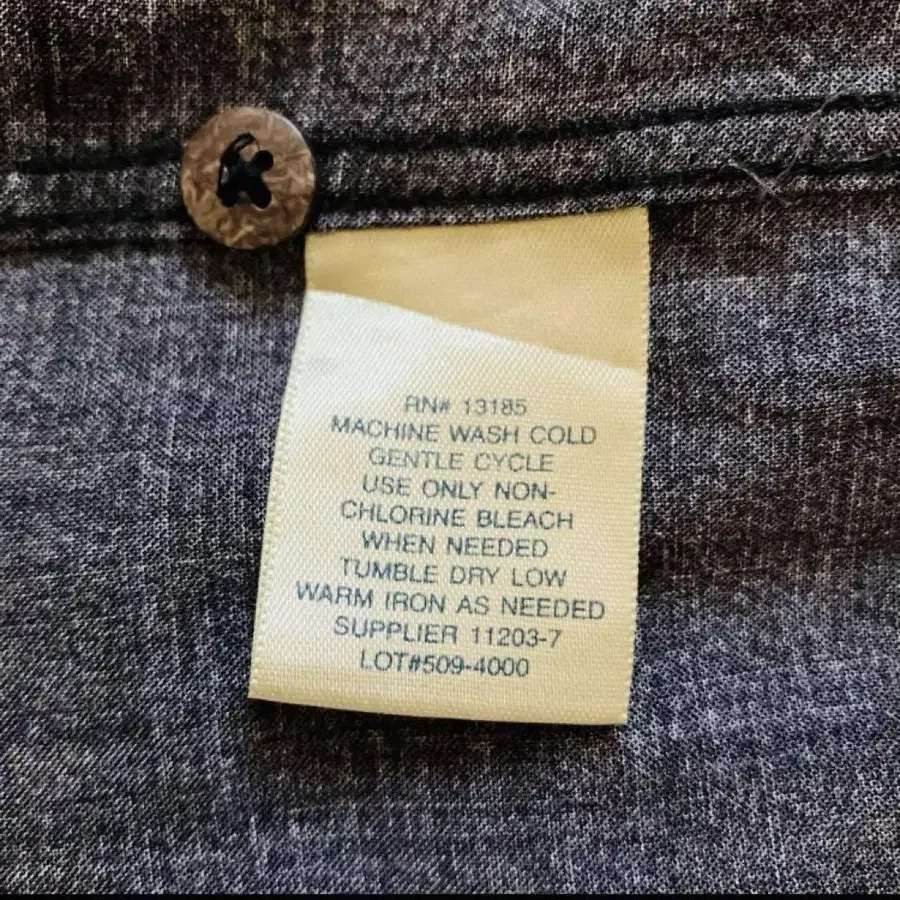 RN# 13185
MACHINE WASH COLD
GENTLE CYCLE
USE ONLY NON-
CHLORINE BLEACH
WHEN NEEDED
TUMBLE DRY LOW
WARM IRON AS NEEDED
SUPPLIER 11203-7
LOT#509-4000